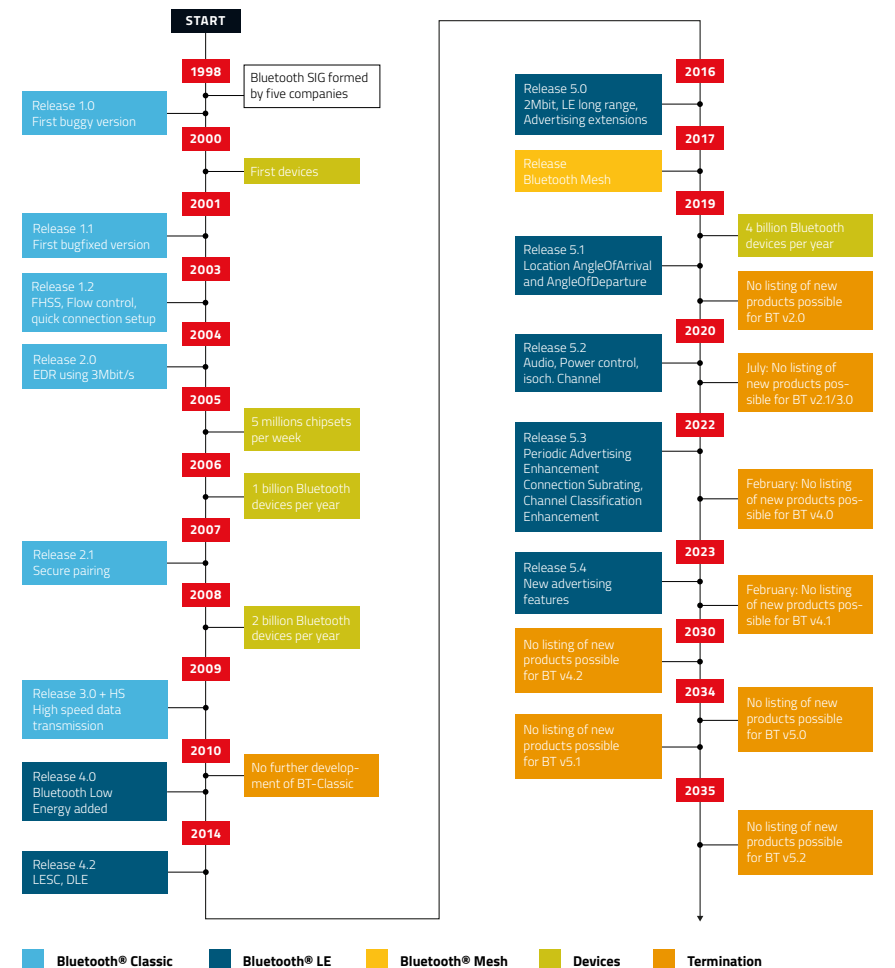 START
1998
Bluetooth SIG formed
by five companies
Release 1.0
First buggy version
2000
First devices
2001
Release 1.1
First bugfixed version
2003
Release 1.2
FHSS, Flow control,
quick connection setup
2004
Release 2.0
EDR using 3Mbit/s
2005
5 millions chipsets
per week
2006
1 billion Bluetooth
devices per year
2007
Release 2.1
Secure pairing
2008
2 billion Bluetooth
devices per year
2009
Release 3.0 + HS
High speed data
transmission
2010
No further develop-
ment of BT-Classic
Release 4.0
Bluetooth Low
Energy added
2014
Release 4.2
LESC, DLE
2016
Release 5.0
2Mbit, LE long range,
Advertising extensions
2017
Release
Bluetooth Mesh
2019
4 billion Bluetooth
devices per year
Release 5.1
Location AngleOfArrival
and AngleOfDeparture
No listing of new
products possible
for BT v2.0
2020
Release 5.2
Audio, Power control,
isoch. Channel
July: No listing of
new products pos-
sible for BT v2.1/3.0
2022
Release 5.3
Periodic Advertising
Enhancement
Connection Subrating,
Channel Classification
Enhancement
February: No listing
of new products pos-
sible for BT v4.0
2023
Release 5.4
New advertising
features
February: No listing
of new products pos-
sible for BT v4.1
2030
No listing of new
products possible
for BT v4.2
2034
No listing of new
products possible
for BT v5.0
No listing of new
products possible
for BT v5.1
2035
No listing of new
products possible
for BT v5.2
Bluetooth® Classic
Bluetooth® LE
Bluetooth® Mesh
Devices
Termination